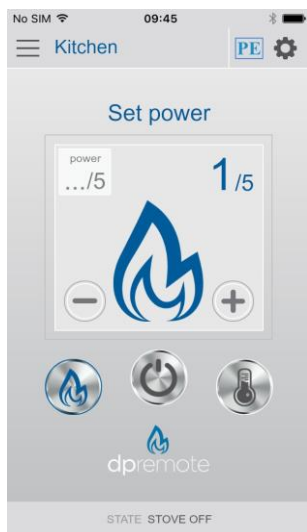 No SIM 09:45
Kitchen PE
Set power
power
.../5
1/5
dpremote
STATE STOVE OFF